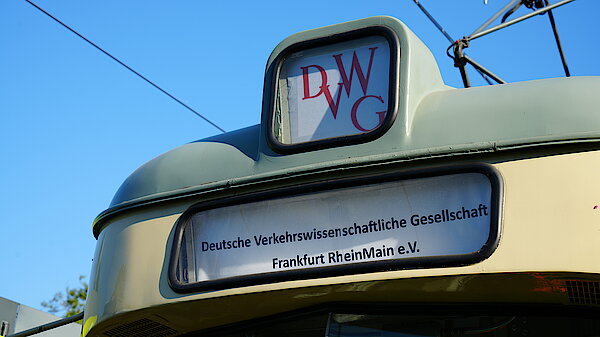 DVWG
Deutsche Verkehrswissenschaftliche Gesellschaft
Frankfurt RheinMain e.V.